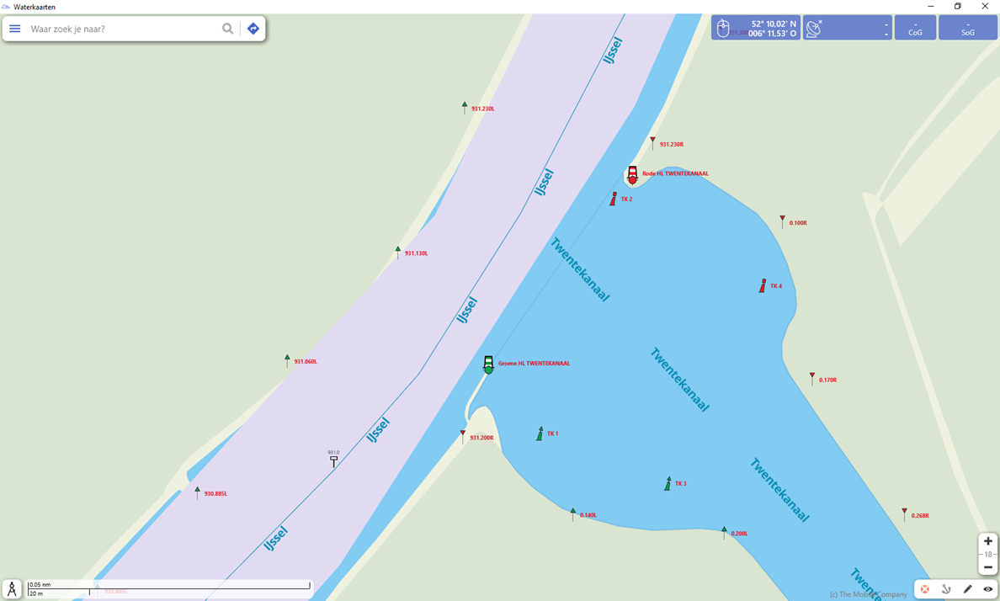 Waterkaarten
Waar zoek je naar?
52° 10,02' N
006° 11,53' O
-
-
-
CoG
-
SoG
IJssel
931.230L
931.230R
Rode HL TWENTEKANAAL
IJssel
TK 2
0.100R
931.130L
Twentekanaal
TK 4
IJssel
931.060L
Groene HL TWENTEKANAAL
Twentekanaal
0.170R
IJssel
TK 1
931.200R
931.0
Twentekanaal
TK 3
930.885L
0.140L
0.268R
IJssel
0.200L
18
Twentekanaal
0.05 nm
20 m
930.805L
(c) The Mobile Company